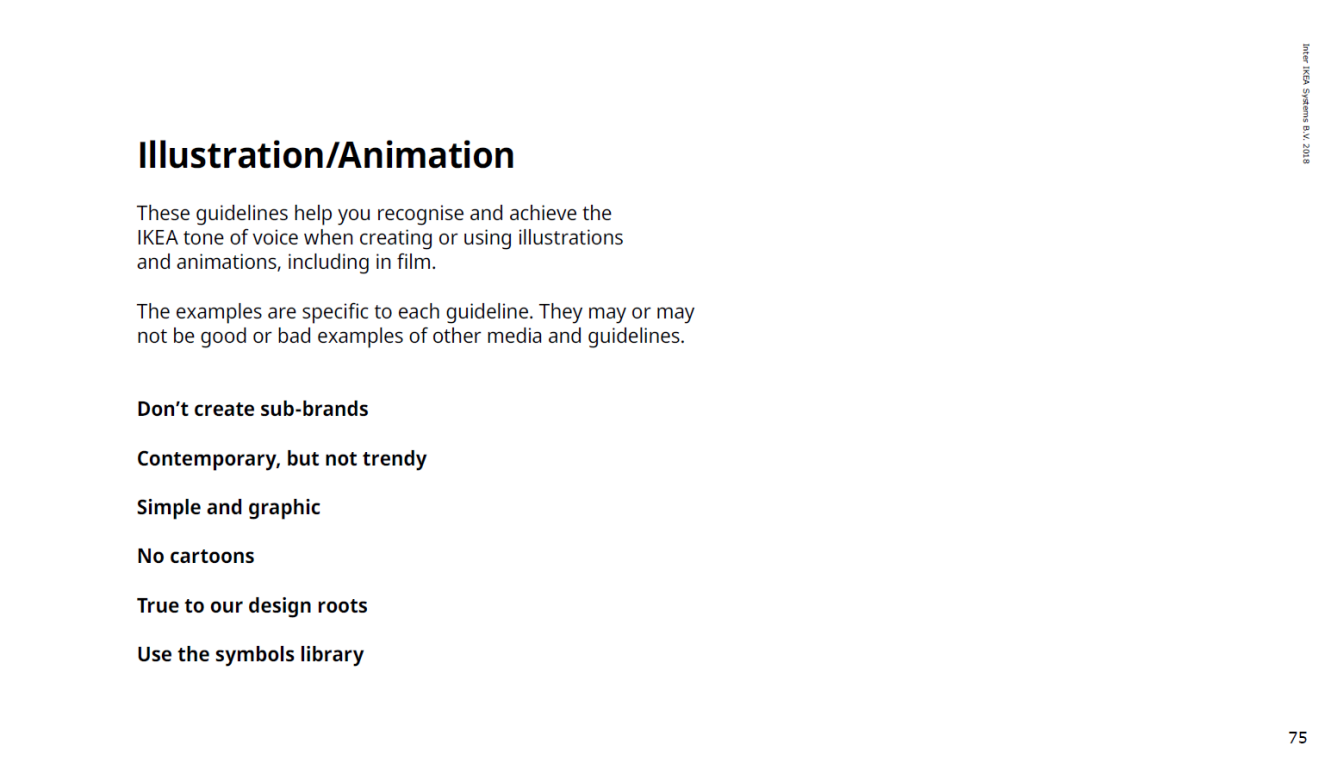 Inter IKEA Systems B.V. 2018
Illustration/Animation
These guidelines help you recognise and achieve the
IKEA tone of voice when creating or using illustrations
and animations, including in film.
The examples are specific to each guideline. They may or may
not be good or bad examples of other media and guidelines.
Don’t create sub-brands
Contemporary, but not trendy
Simple and graphic
No cartoons
True to our design roots
Use the symbols library
75